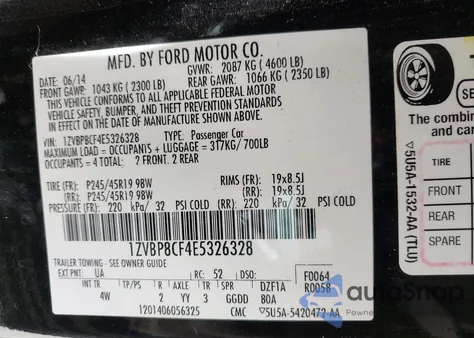 MFD. BY FORD MOTOR CO.
DATE: 06/14 GVWR: 2087 KG ( 4600 LB)
FRONT GAWR: 1043 KG ( 2300 LB) REAR GAWR: 1066 KG ( 2350 LB)
THIS VEHICLE CONFORMS TO ALL APPLICABLE FEDERAL MOTOR
VEHICLE SAFETY, BUMPER, AND THEFT PREVENTION STANDARDS
IN EFFECT ON THE DATE OF MANUFACTURE SHOWN ABOVE.
VIN: 1ZVBP8CF4E5326328 TYPE: Passenger Car
MAXIMUM LOAD = OCCUPANTS + LUGGAGE = 317KG / 700LB
OCCUPANTS = 4 TOTAL: 2 FRONT, 2 REAR
TIRE (FR): P245/45R19 98W RIMS (FR): 19x8.5J
TIRE (RR): P245/45R19 98W RIMS (RR): 19x8.5J
PRESSURE (FR): 220 kPa/ 32 PSI COLD (RR): 220 kPa/ 32 PSI COLD
1ZVBP8CF4E5326328
TRAILER TOWING - SEE OWNER GUIDE
EXT PNT: UA RC: 52 DZF1A F0064
R0058
INT TR TP/PS R AXLE TR
4W 2 YY 3 GGDD 80A
1201406056325 CMC 5U5A-5420472-AA
autoSnap
The combin
and car
TIRE
FRONT
REAR
SPARE
5U5A-1532-AA (TLU)